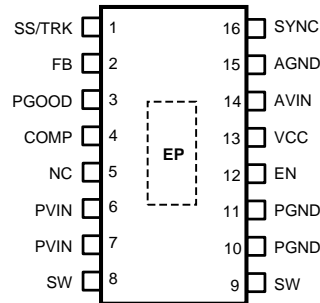 SS/TRK 1 16 SYNC
FB 2 15 AGND
PGOOD 3 14 AVIN
COMP 4 13 VCC
EP
NC 5 12 EN
PVIN 6 11 PGND
PVIN 7 10 PGND
SW 8 9 SW